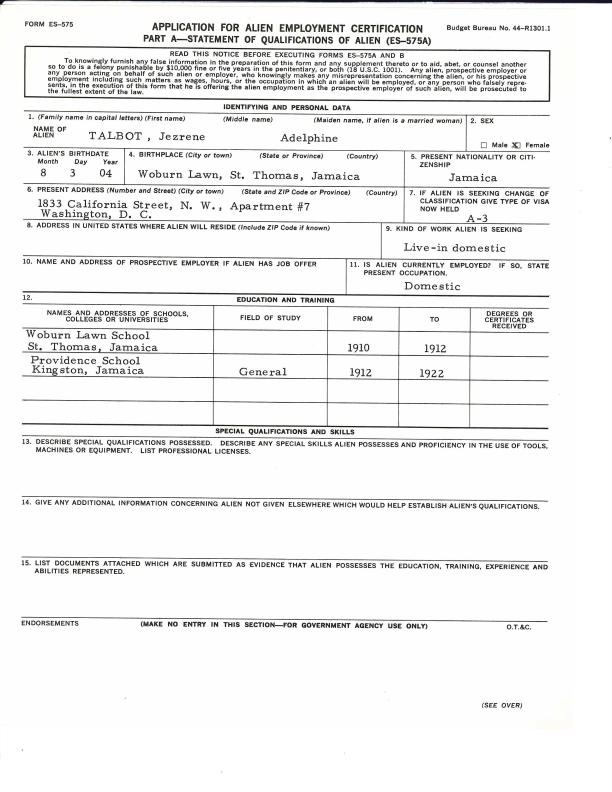 FORM ES-575
APPLICATION FOR ALIEN EMPLOYMENT CERTIFICATION
Budget Bureau No. 44-R1301.1
PART A—STATEMENT OF QUALIFICATIONS OF ALIEN (ES-575A)
READ THIS NOTICE BEFORE EXECUTING FORMS ES-575A AND B
To knowingly furnish any false information in the preparation of this form and any supplement thereto or to aid, abet, or counsel another
so to do is a felony punishable by $10,000 fine or five years in the penitentiary, or both (18 U.S.C. 1001). Any alien, prospective employer or
any person acting on behalf of such alien or employer, who knowingly makes any misrepresentation concerning the alien, or his prospective
employment including such matters as wages, hours, or the occupation in which an alien will be employed, or any person who falsely repre-
sents, in the execution of this form that he is offering the alien employment as the prospective employer of such alien, will be prosecuted to
the fullest extent of the law.
IDENTIFYING AND PERSONAL DATA
1. (Family name in capital letters) (First name) (Middle name) (Maiden name, if alien is a married woman)
NAME OF
ALIEN
TALBOT , Jezrene Adelphine
2. SEX
Male X Female
3. ALIEN'S BIRTHDATE
Month Day Year
8 3 04
4. BIRTHPLACE (City or town) (State or Province) (Country)
Woburn Lawn, St. Thomas, Jamaica
5. PRESENT NATIONALITY OR CITI-
ZENSHIP
Jamaica
6. PRESENT ADDRESS (Number and Street) (City or town) (State and ZIP Code or Province) (Country)
1833 California Street, N. W., Apartment #7
Washington, D. C.
7. IF ALIEN IS SEEKING CHANGE OF
CLASSIFICATION GIVE TYPE OF VISA
NOW HELD
A-3
8. ADDRESS IN UNITED STATES WHERE ALIEN WILL RESIDE (Include ZIP Code if known)
9. KIND OF WORK ALIEN IS SEEKING
Live-in domestic
10. NAME AND ADDRESS OF PROSPECTIVE EMPLOYER IF ALIEN HAS JOB OFFER
11. IS ALIEN CURRENTLY EMPLOYED? IF SO, STATE
PRESENT OCCUPATION.
Domestic
12. EDUCATION AND TRAINING
NAMES AND ADDRESSES OF SCHOOLS,
COLLEGES OR UNIVERSITIES
FIELD OF STUDY
FROM
TO
DEGREES OR
CERTIFICATES
RECEIVED
Woburn Lawn School
St. Thomas, Jamaica 1910 1912
Providence School
Kingston, Jamaica General 1912 1922
SPECIAL QUALIFICATIONS AND SKILLS
13. DESCRIBE SPECIAL QUALIFICATIONS POSSESSED. DESCRIBE ANY SPECIAL SKILLS ALIEN POSSESSES AND PROFICIENCY IN THE USE OF TOOLS,
MACHINES OR EQUIPMENT. LIST PROFESSIONAL LICENSES.
14. GIVE ANY ADDITIONAL INFORMATION CONCERNING ALIEN NOT GIVEN ELSEWHERE WHICH WOULD HELP ESTABLISH ALIEN'S QUALIFICATIONS.
15. LIST DOCUMENTS ATTACHED WHICH ARE SUBMITTED AS EVIDENCE THAT ALIEN POSSESSES THE EDUCATION, TRAINING, EXPERIENCE AND
ABILITIES REPRESENTED.
ENDORSEMENTS (MAKE NO ENTRY IN THIS SECTION—FOR GOVERNMENT AGENCY USE ONLY) O.T.&C.
(SEE OVER)